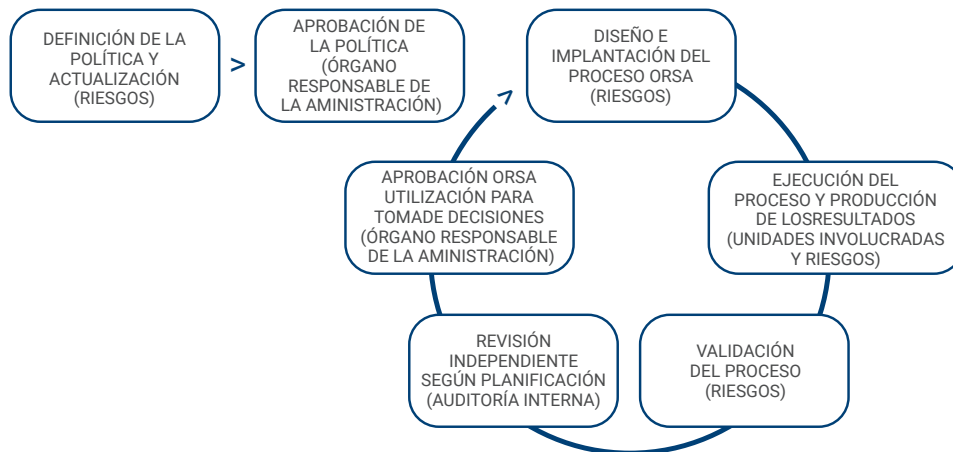 DEFINICIÓN DE LA
POLÍTICA Y
ACTUALIZACIÓN
(RIESGOS)
>
APROBACIÓN DE
LA POLÍTICA
(ÓRGANO
RESPONSABLE DE
LA AMINISTRACIÓN)
DISEÑO E
IMPLANTACIÓN DEL
PROCESO ORSA
(RIESGOS)
EJECUCIÓN DEL
PROCESO Y PRODUCCIÓN
DE LOSRESULTADOS
(UNIDADES INVOLUCRADAS
Y RIESGOS)
VALIDACIÓN
DEL PROCESO
(RIESGOS)
REVISIÓN
INDEPENDIENTE
SEGÚN PLANIFICACIÓN
(AUDITORÍA INTERNA)
APROBACIÓN ORSA
UTILIZACIÓN PARA
TOMADE DECISIONES
(ÓRGANO RESPONSABLE
DE LA AMINISTRACIÓN)